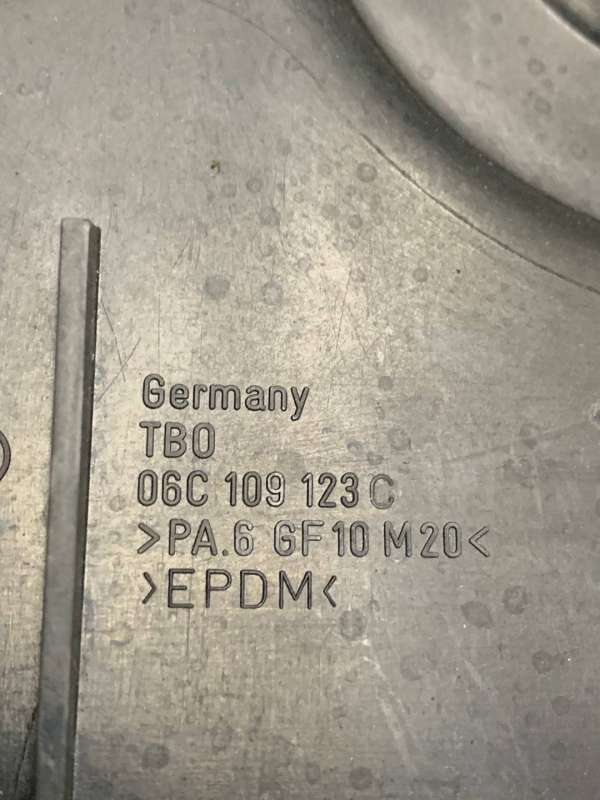 Germany
TBO
06C 109 123 C
>PA.6 GF10 M20<
>EPDM<